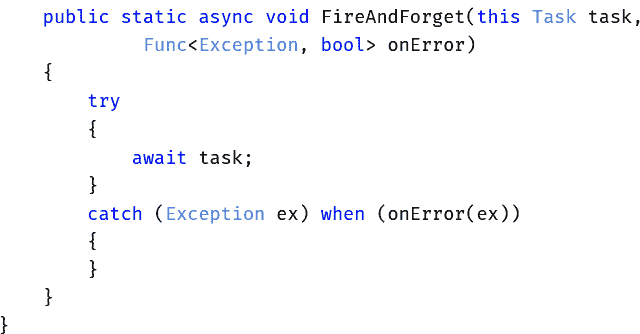 public static async void FireAndForget(this Task task,
Func<Exception, bool> onError)
{
try
{
await task;
}
catch (Exception ex) when (onError(ex))
{
}
}
}